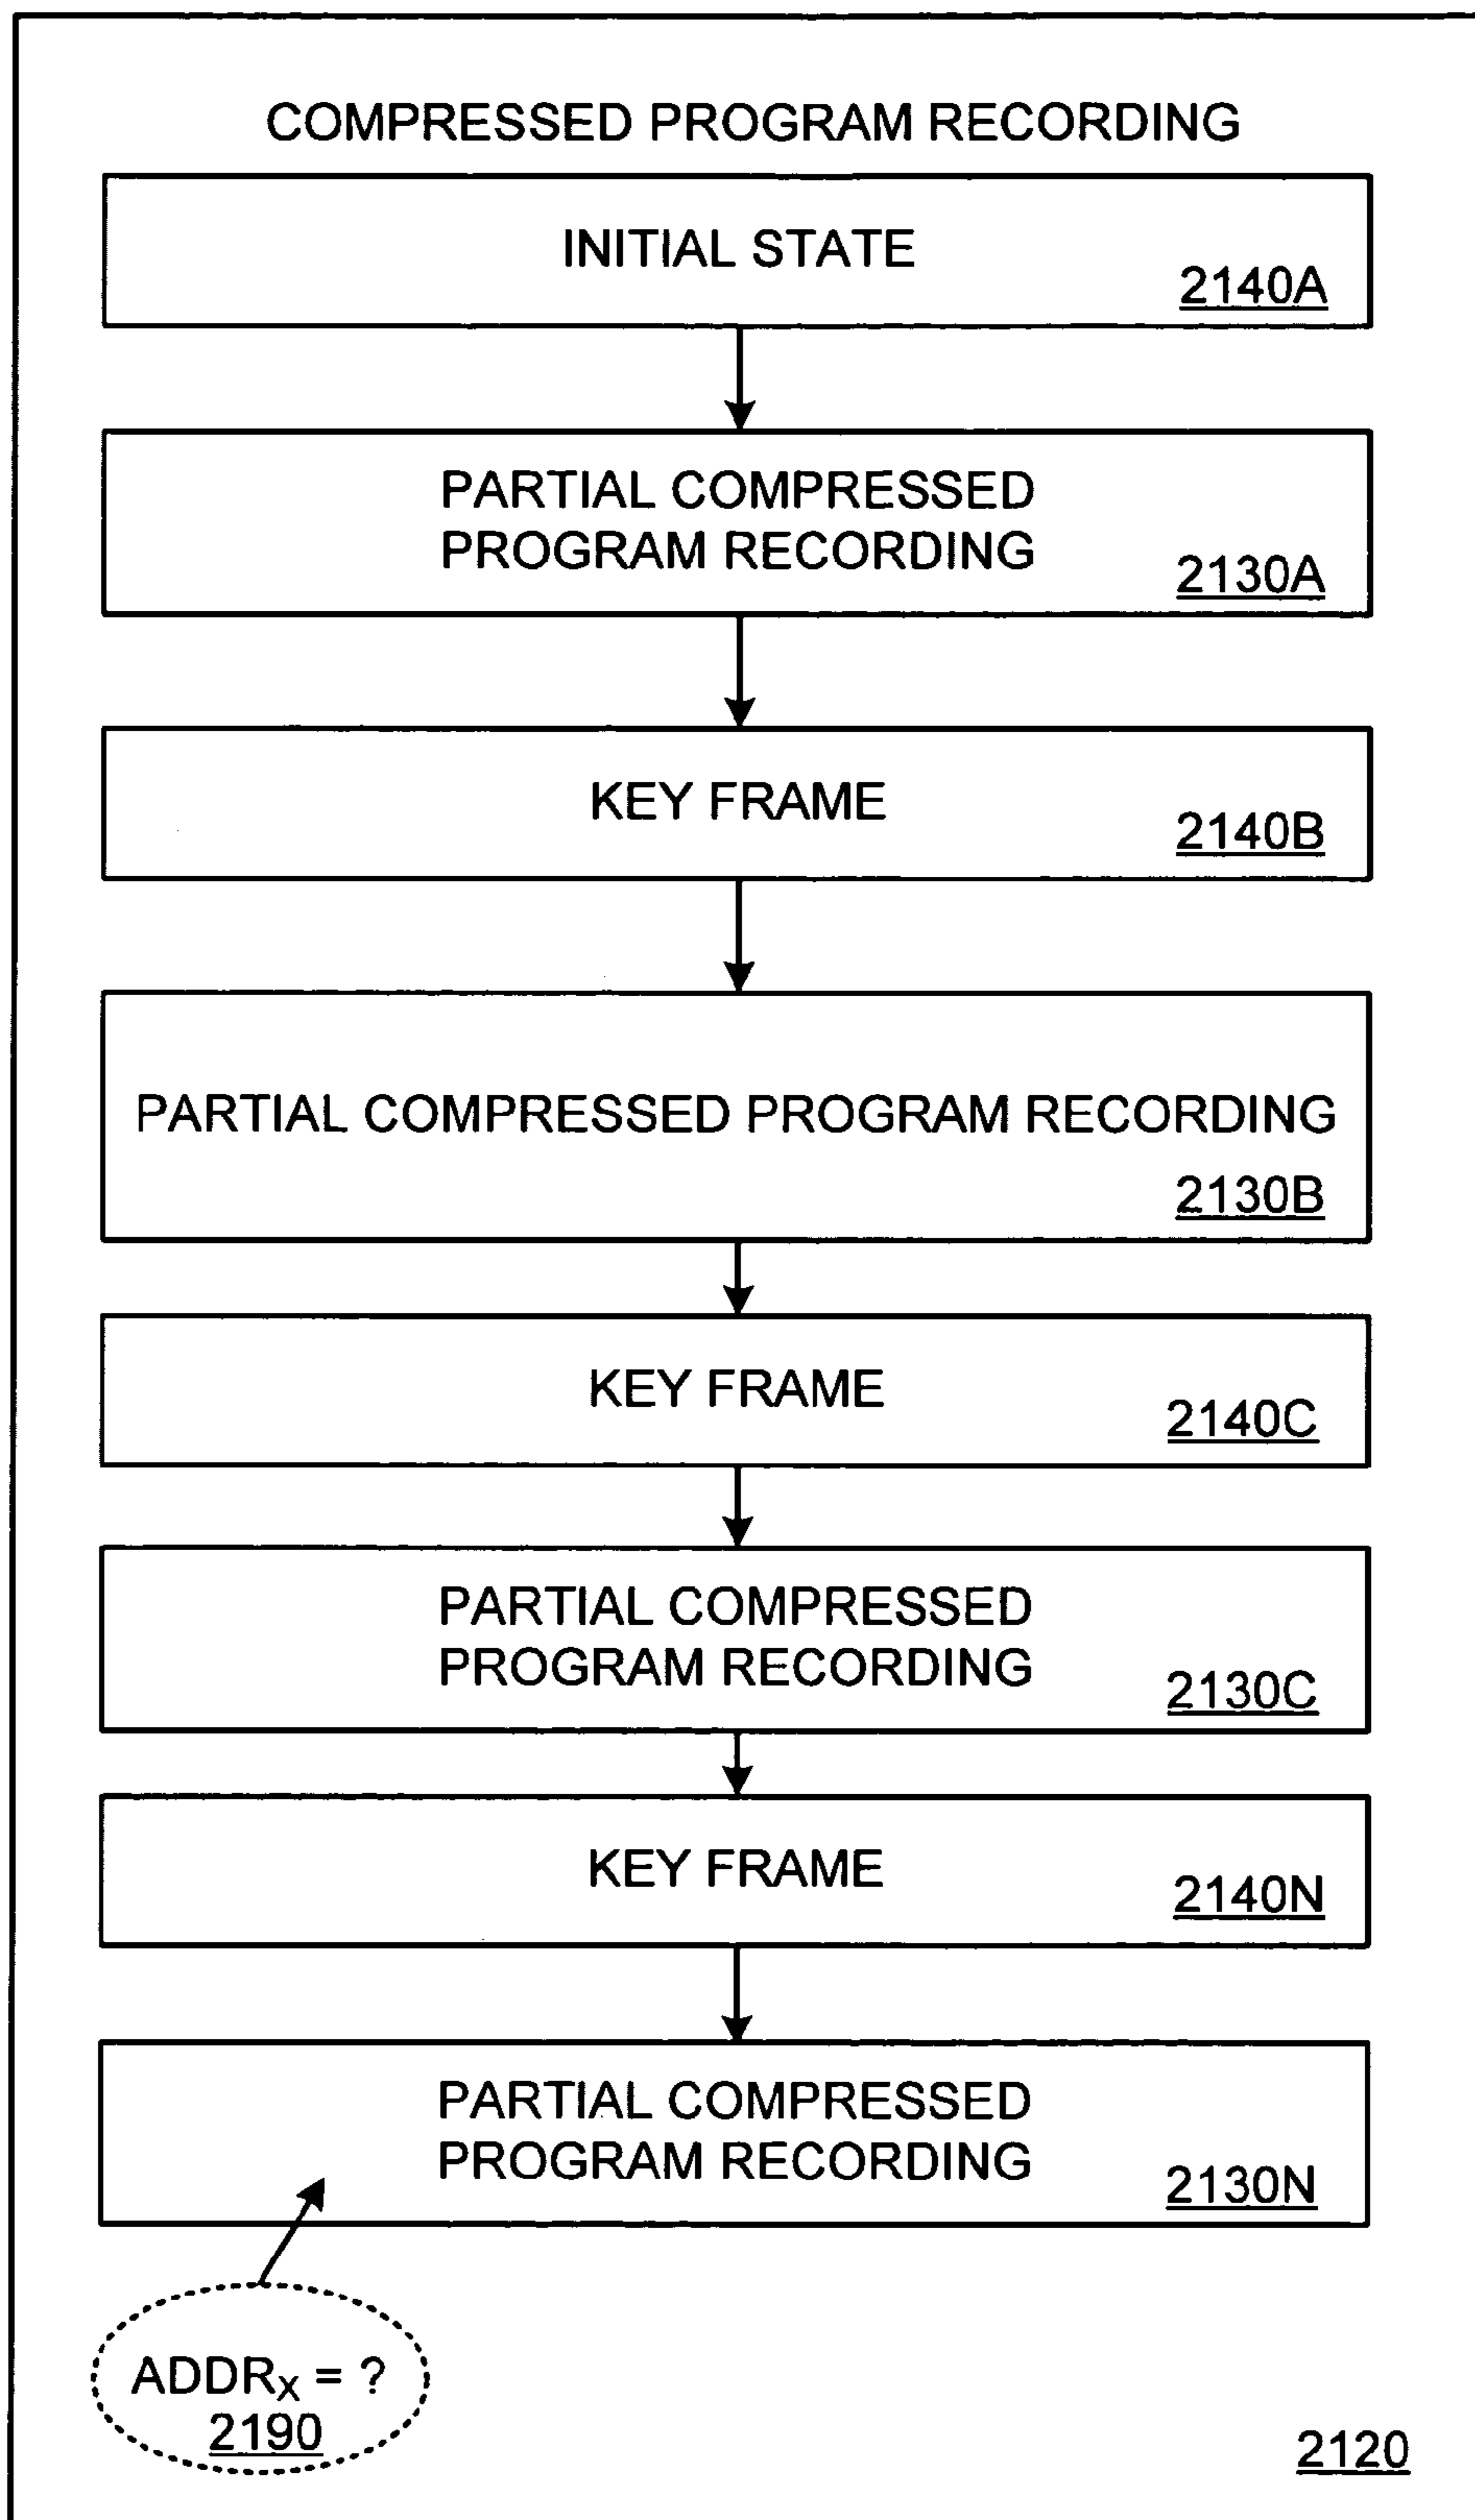 COMPRESSED PROGRAM RECORDING
INITIAL STATE
2140A
PARTIAL COMPRESSED
PROGRAM RECORDING
2130A
KEY FRAME
2140B
PARTIAL COMPRESSED PROGRAM RECORDING
2130B
KEY FRAME
2140C
PARTIAL COMPRESSED
PROGRAM RECORDING
2130C
KEY FRAME
2140N
PARTIAL COMPRESSED
PROGRAM RECORDING
2130N
ADDRX = ?
2190
2120